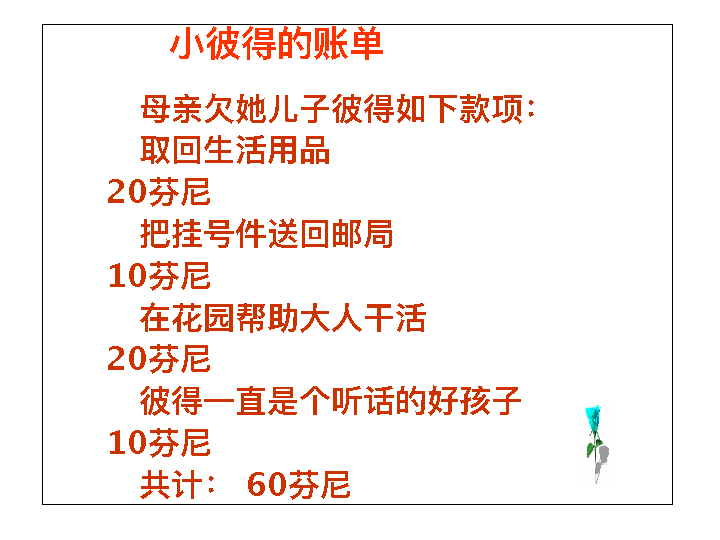 小彼得的账单
母亲欠她儿子彼得如下款项：
取回生活用品
20芬尼
把挂号件送回邮局
10芬尼
在花园帮助大人干活
20芬尼
彼得一直是个听话的好孩子
10芬尼
共计： 60芬尼